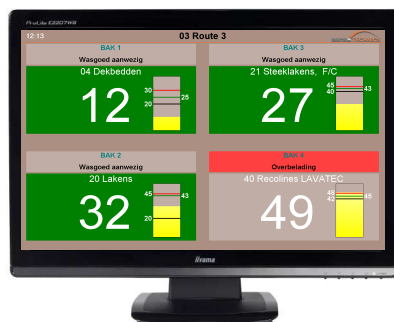 ProLite E2207WS
12:13
03 Route 3
BAK 1
Wasgoed aanwezig
04 Dekbedden
12
30
25
20
BAK 3
Wasgoed aanwezig
21 Steeklakens, F/C
27
45
43
40
BAK 2
Wasgoed aanwezig
20 Lakens
32
45
43
20
BAK 4
Overbelading
40 Recolines LAVATEC
49
48
45
42
iiyama